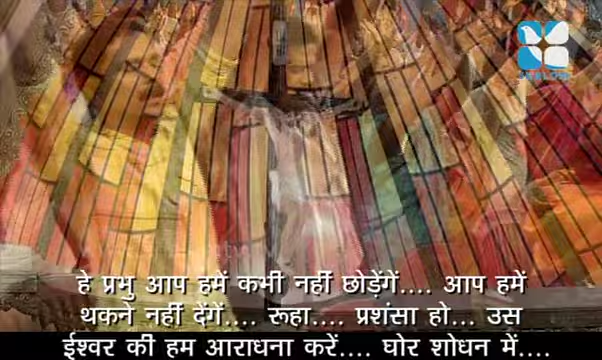 हे प्रभु आप हमें कभी नहीं छोड़ेंगें.... आप हमें
थकने नहीं देंगें.... रूहा.... प्रशंसा हो... उस
ईश्वर की हम आराधना करें.... घोर शोधन में....